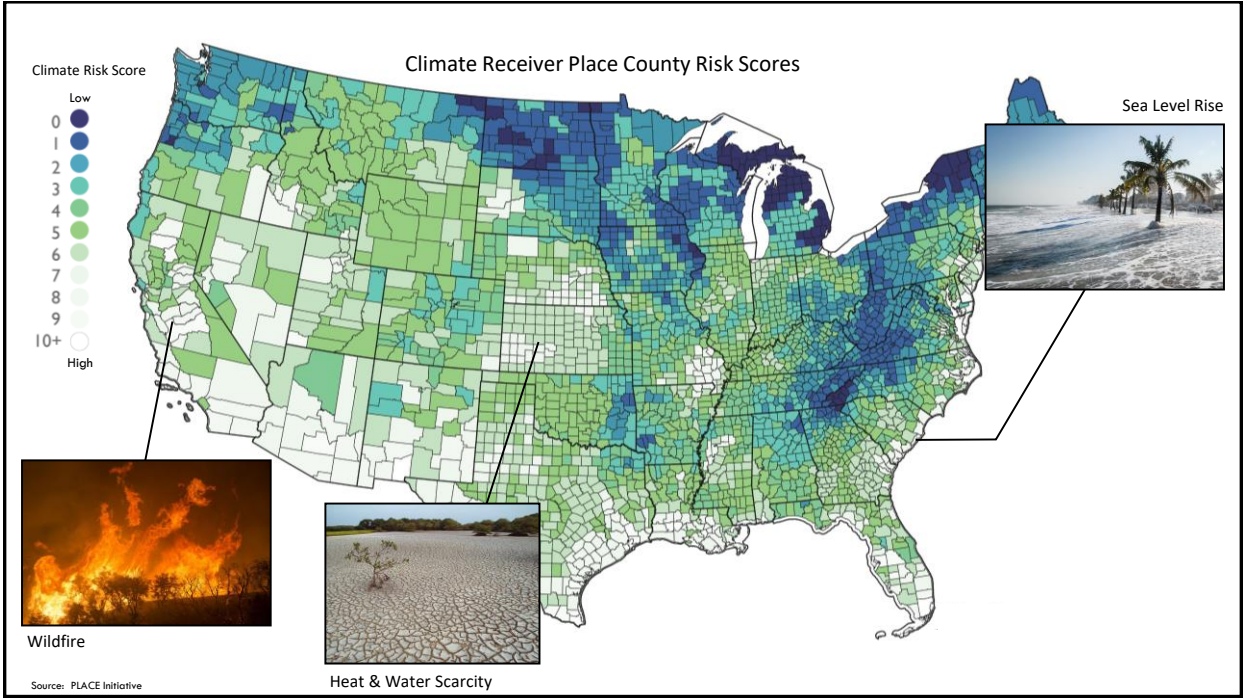 Climate Receiver Place County Risk Scores
Climate Risk Score
Low
0
1
2
3
4
5
6
7
8
9
10+
High
Sea Level Rise
Wildfire
Heat & Water Scarcity
Source: PLACE Initiative